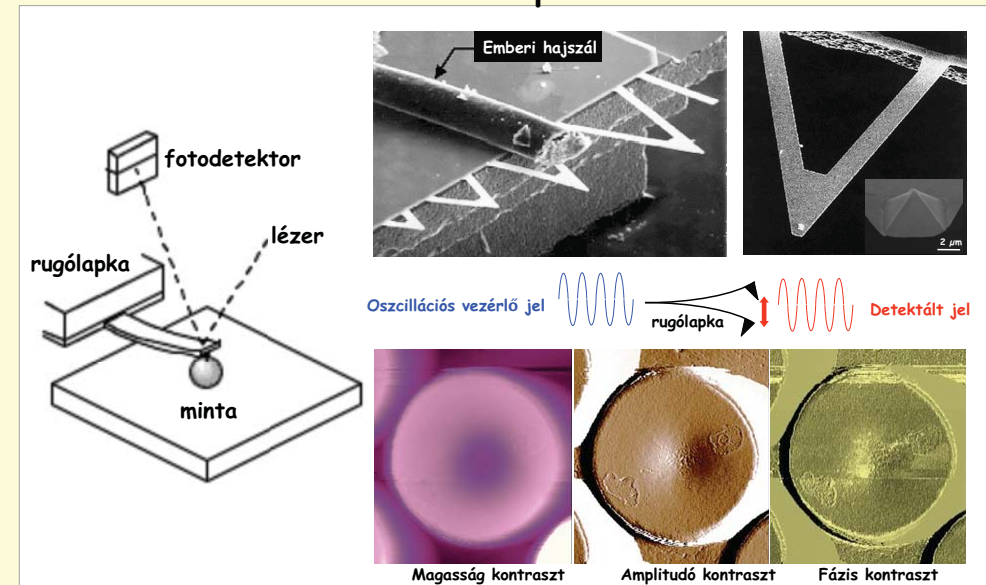 Emberi hajszál
fotodetektor
lézer
rugólapka
minta
2 µm
Oszcillációs vezérlő jel
rugólapka
Detektált jel
Magasság kontraszt
Amplitudó kontraszt
Fázis kontraszt